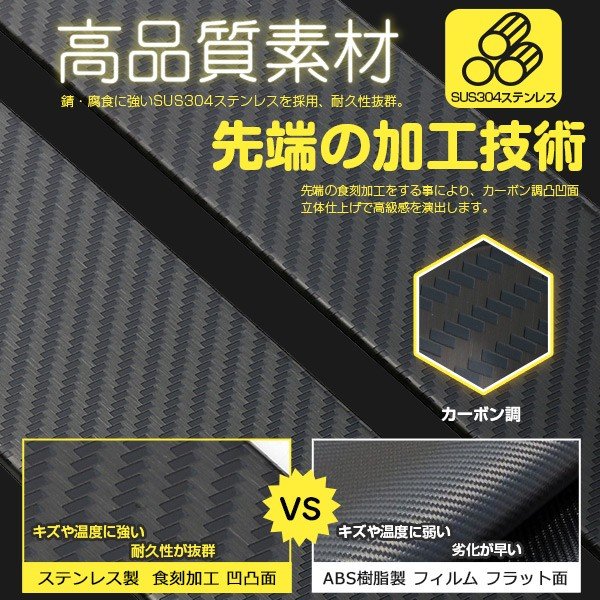 高品質素材
SUS304ステンレス
錆・腐食に強いSUS304ステンレスを採用、耐久性抜群。
先端の加工技術
先端の食刻加工をする事により、カーボン調凸凹面
立体仕上げで高級感を演出します。
カーボン調
キズや温度に強い
耐久性が抜群
ステンレス製 食刻加工 凹凸面
VS
キズや温度に弱い
劣化が早い
ABS樹脂製 フィルム フラット面